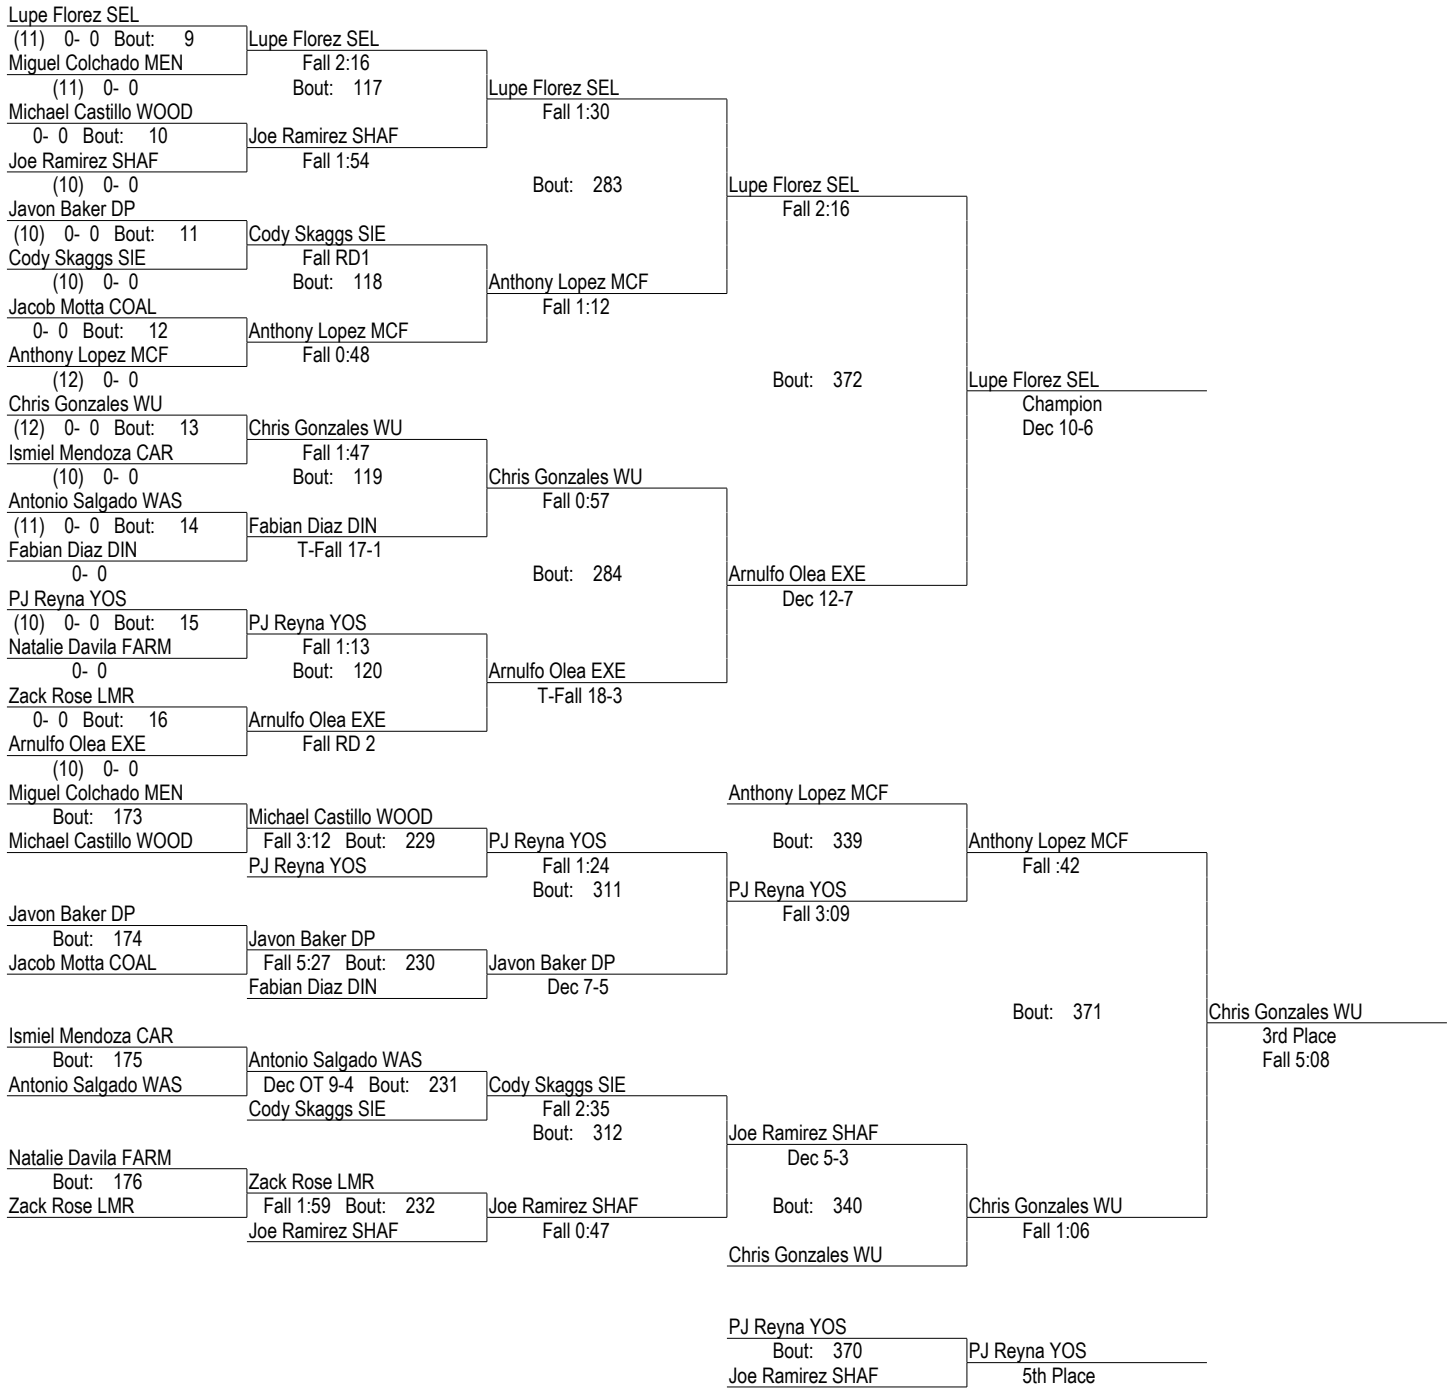 Lupe Florez SEL
(11) 0- 0 Bout: 9 Lupe Florez SEL
Miguel Colchado MEN Fall 2:16
(11) 0- 0 Bout: 117 Lupe Florez SEL
Michael Castillo WOOD Fall 1:30
0- 0 Bout: 10 Joe Ramirez SHAF
Joe Ramirez SHAF Fall 1:54
(10) 0- 0 Bout: 283 Lupe Florez SEL
Javon Baker DP Fall 2:16
(10) 0- 0 Bout: 11 Cody Skaggs SIE
Cody Skaggs SIE Fall RD1
(10) 0- 0 Bout: 118 Anthony Lopez MCF
Jacob Motta COAL Fall 1:12
0- 0 Bout: 12 Anthony Lopez MCF
Anthony Lopez MCF Fall 0:48
(12) 0- 0 Bout: 372 Lupe Florez SEL
Chris Gonzales WU Champion
(12) 0- 0 Bout: 13 Chris Gonzales WU Dec 10-6
Ismiel Mendoza CAR Fall 1:47
(10) 0- 0 Bout: 119 Chris Gonzales WU
Antonio Salgado WAS Fall 0:57
(11) 0- 0 Bout: 14 Fabian Diaz DIN
Fabian Diaz DIN T-Fall 17-1
0- 0 Bout: 284 Arnulfo Olea EXE
PJ Reyna YOS Dec 12-7
(10) 0- 0 Bout: 15 PJ Reyna YOS
Natalie Davila FARM Fall 1:13
0- 0 Bout: 120 Arnulfo Olea EXE
Zack Rose LMR T-Fall 18-3
0- 0 Bout: 16 Arnulfo Olea EXE
Arnulfo Olea EXE Fall RD 2
(10) 0- 0
Miguel Colchado MEN Anthony Lopez MCF
Bout: 173 Michael Castillo WOOD
Michael Castillo WOOD Fall 3:12 Bout: 229 PJ Reyna YOS Bout: 339 Anthony Lopez MCF
PJ Reyna YOS Fall 1:24 Fall :42
Bout: 311 PJ Reyna YOS
Javon Baker DP Fall 3:09
Bout: 174 Javon Baker DP
Jacob Motta COAL Fall 5:27 Bout: 230 Javon Baker DP
Fabian Diaz DIN Dec 7-5
Bout: 371 Chris Gonzales WU
Ismiel Mendoza CAR 3rd Place
Bout: 175 Antonio Salgado WAS Fall 5:08
Antonio Salgado WAS Dec OT 9-4 Bout: 231 Cody Skaggs SIE
Cody Skaggs SIE Fall 2:35
Bout: 312 Joe Ramirez SHAF
Natalie Davila FARM Dec 5-3
Bout: 176 Zack Rose LMR
Zack Rose LMR Fall 1:59 Bout: 232 Joe Ramirez SHAF Bout: 340 Chris Gonzales WU
Joe Ramirez SHAF Fall 0:47 Fall 1:06
Chris Gonzales WU
PJ Reyna YOS
Bout: 370 PJ Reyna YOS
Joe Ramirez SHAF 5th Place